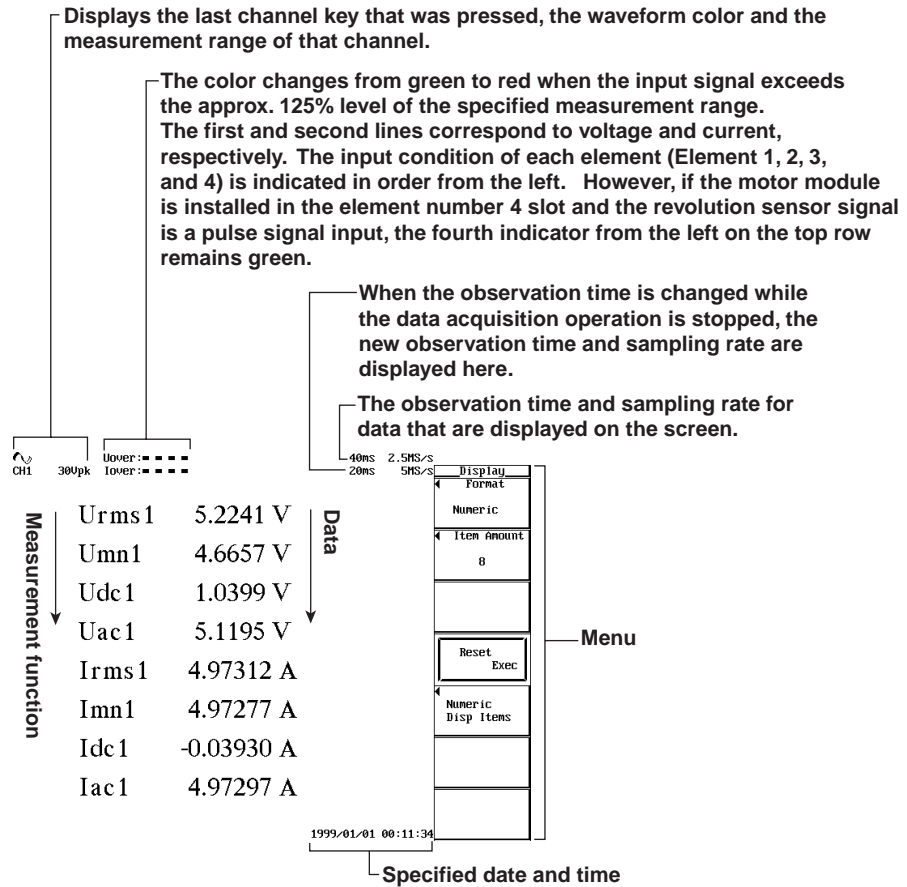 Displays the last channel key that was pressed, the waveform color and the
measurement range of that channel.
The color changes from green to red when the input signal exceeds
the approx. 125% level of the specified measurement range.
The first and second lines correspond to voltage and current,
respectively. The input condition of each element (Element 1, 2, 3,
and 4) is indicated in order from the left. However, if the motor module
is installed in the element number 4 slot and the revolution sensor signal
is a pulse signal input, the fourth indicator from the left on the top row
remains green.
When the observation time is changed while
the data acquisition operation is stopped, the
new observation time and sampling rate are
displayed here.
The observation time and sampling rate for
data that are displayed on the screen.
CH1 30Vpk
Uover:
Iover:
40ms 2.5MS/s
20ms 5MS/s
Measurement function
Data
Urms1 5.2241 V
Umn1 4.6657 V
Udc1 1.0399 V
Uac1 5.1195 V
Irms1 4.97312 A
Imn1 4.97277 A
Idc1 -0.03930 A
Iac1 4.97297 A
Display
Format
Numeric
Item Amount
8
Reset
Exec
Numeric
Disp Items
Menu
1999/01/01 00:11:34
Specified date and time